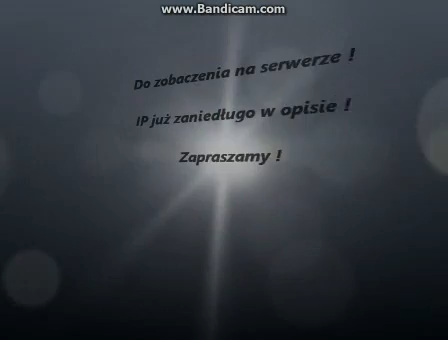 www.Bandicam.com
Do zobaczenia na serwerze !
IP już zaniedługo w opisie !
Zapraszamy !